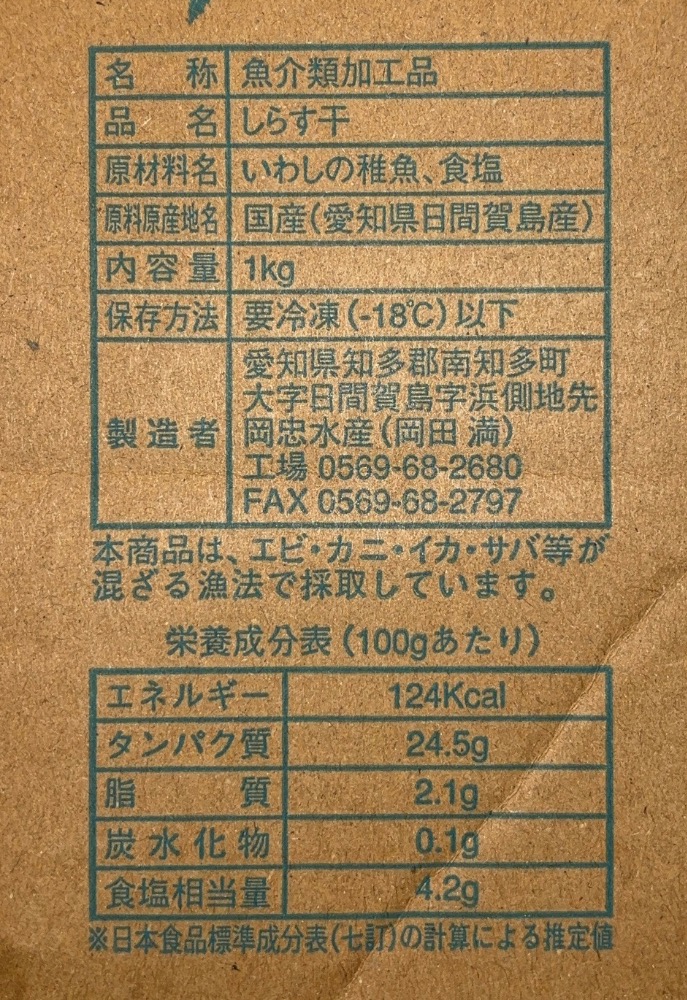 名称 魚介類加工品
品名 しらす干
原材料名 いわしの稚魚、食塩
原料原産地名 国産(愛知県日間賀島産)
内容量 1kg
保存方法 要冷凍(-18℃)以下
愛知県知多郡南知多町
大字日間賀島字浜側地先
製造者 岡忠水産(岡田 満)
工場 0569-68-2680
FAX 0569-68-2797
本商品は、エビ・カニ・イカ・サバ等が
混ざる漁法で採取しています。
栄養成分表(100gあたり)
エネルギー 124Kcal
タンパク質 24.5g
脂質 2.1g
炭水化物 0.1g
食塩相当量 4.2g
※日本食品標準成分表(七訂)の計算による推定値